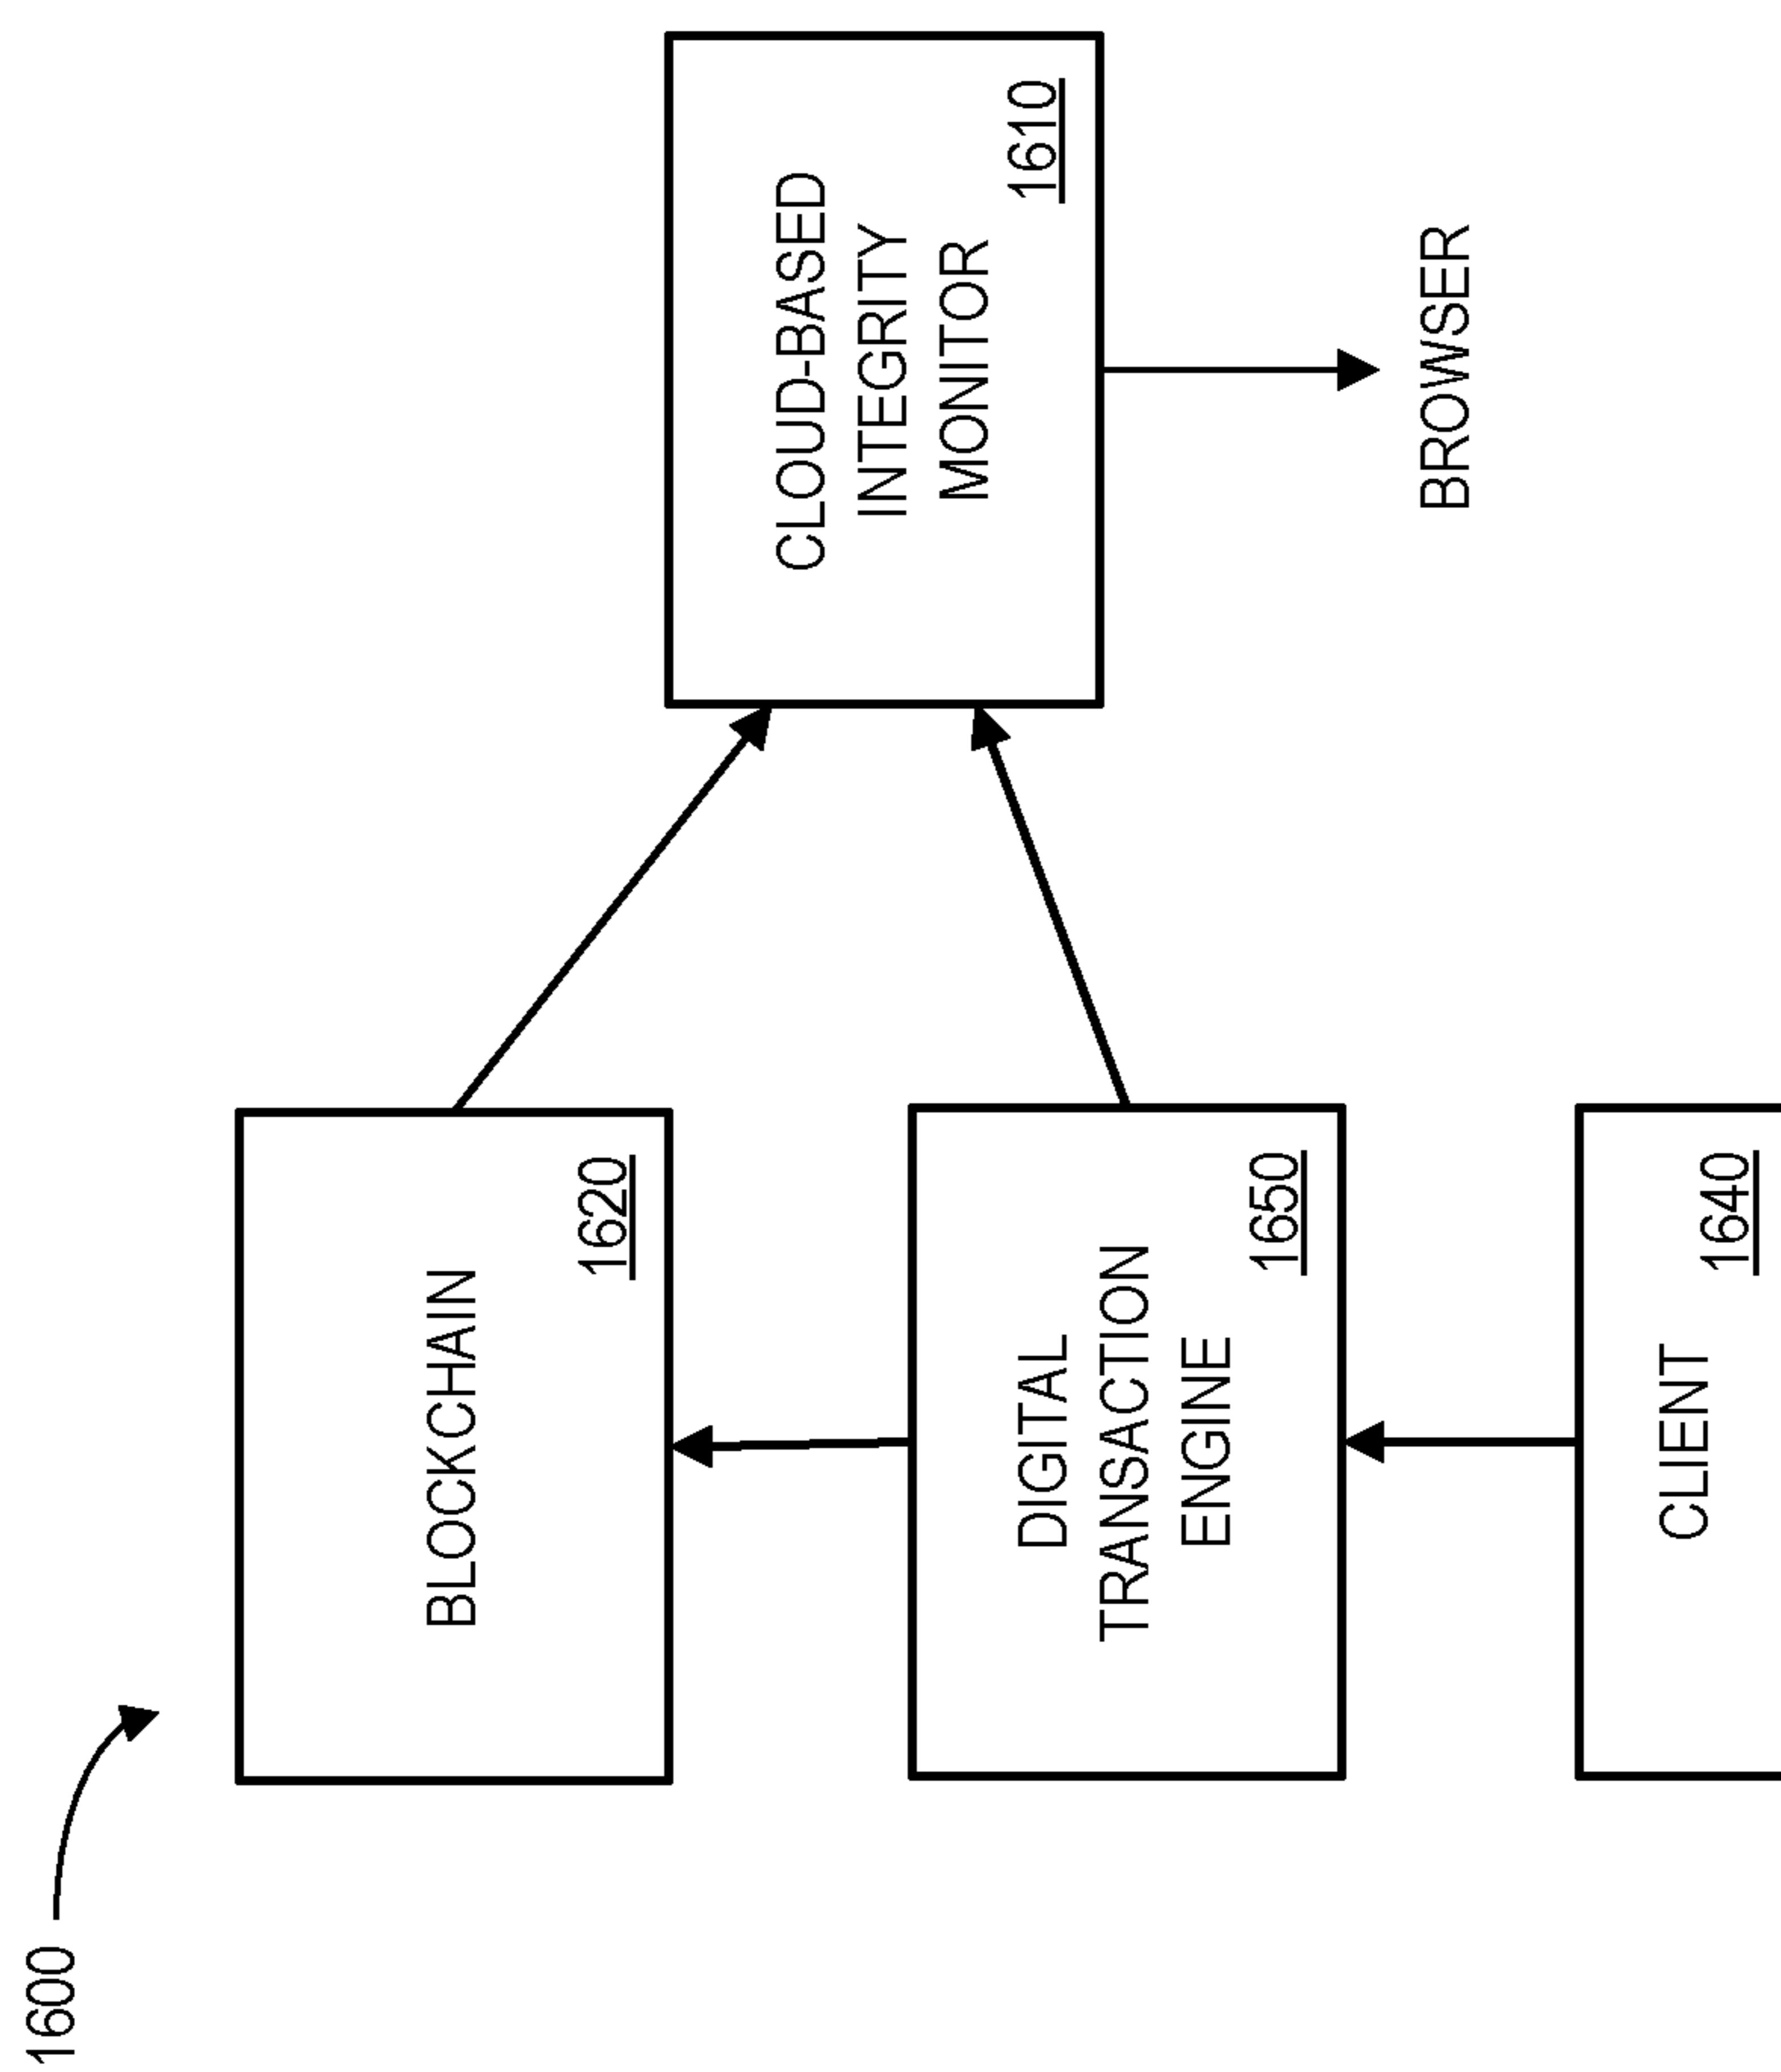 1600
BLOCKCHAIN
1620
DIGITAL
TRANSACTION
ENGINE
1650
CLIENT
1640
CLOUD-BASED
INTEGRITY
MONITOR
1610
BROWSER